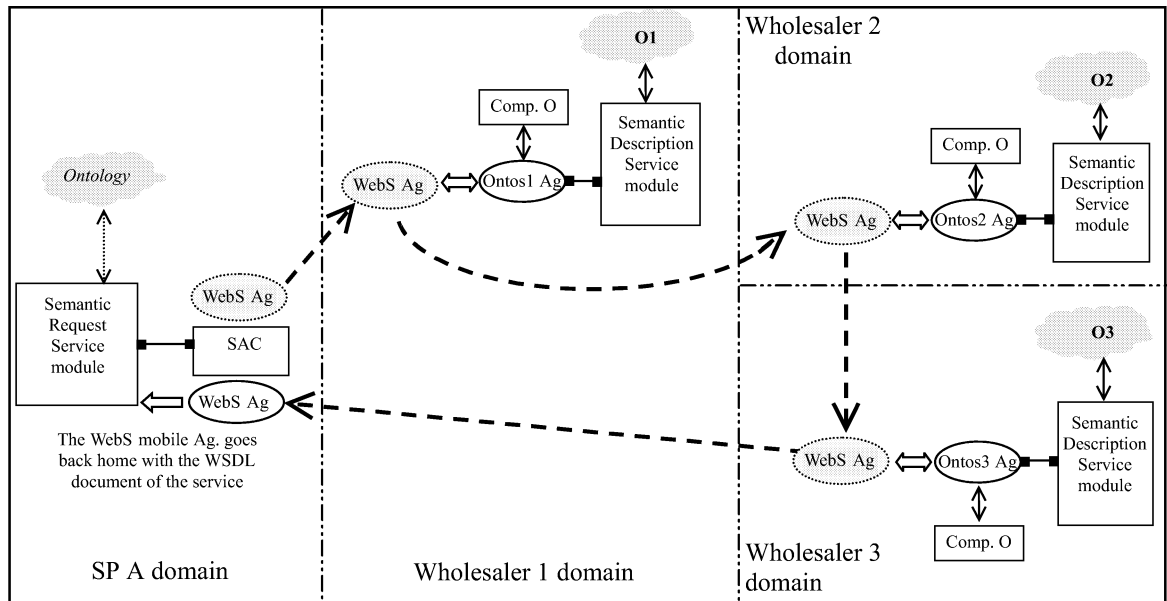 Ontology
Semantic
Request
Service
module
WebS Ag
SAC
WebS Ag
The WebS mobile Ag. goes
back home with the WSDL
document of the service
SP A domain
O1
Comp. O
Semantic
Description
Service
module
WebS Ag
Ontos1 Ag
Wholesaler 1 domain
Wholesaler 2
domain
O2
Comp. O
Semantic
Description
Service
module
WebS Ag
Ontos2 Ag
O3
Semantic
Description
Service
module
WebS Ag
Ontos3 Ag
Comp. O
Wholesaler 3
domain